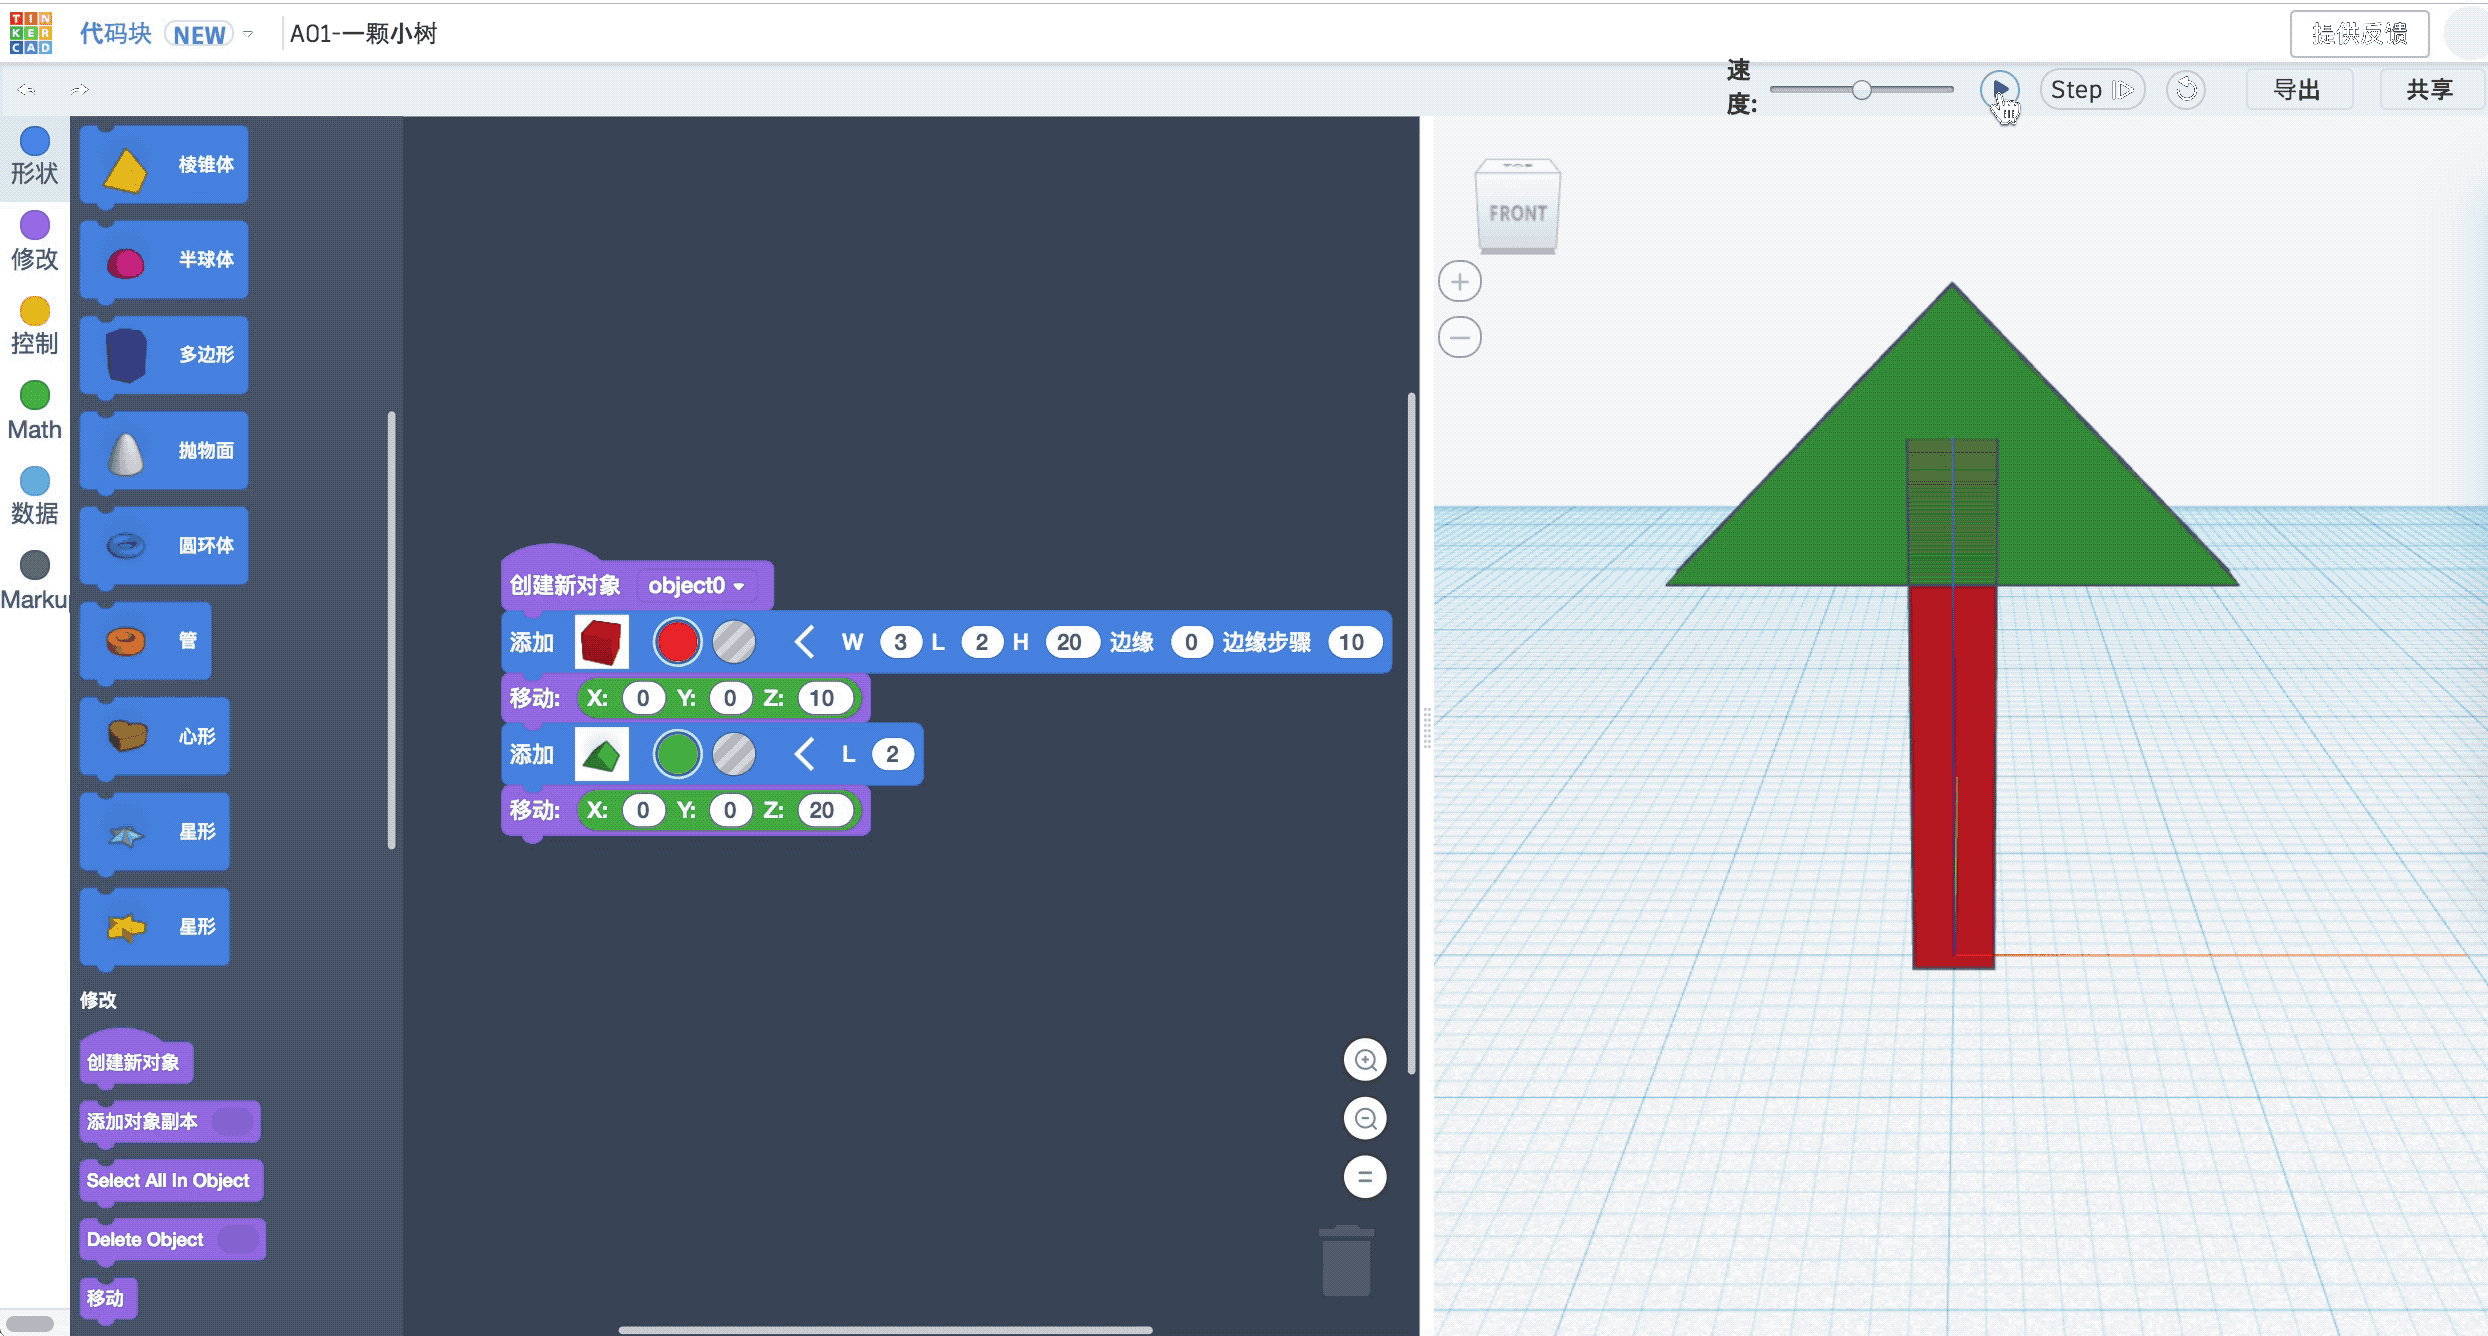 TIN
KER
CAD
代码块 NEW
A01-一颗小树
提供反馈
速
度:
Step
导出
共享
形状
修改
控制
Math
数据
Marku
棱锥体
半球体
多边形
抛物面
圆环体
管
心形
星形
星形
修改
创建新对象
添加对象副本
Select All In Object
Delete Object
移动
创建新对象 object0
添加 W 3 L 2 H 20 边缘 0 边缘步骤 10
移动: X: 0 Y: 0 Z: 10
添加 L 2
移动: X: 0 Y: 0 Z: 20
FRONT